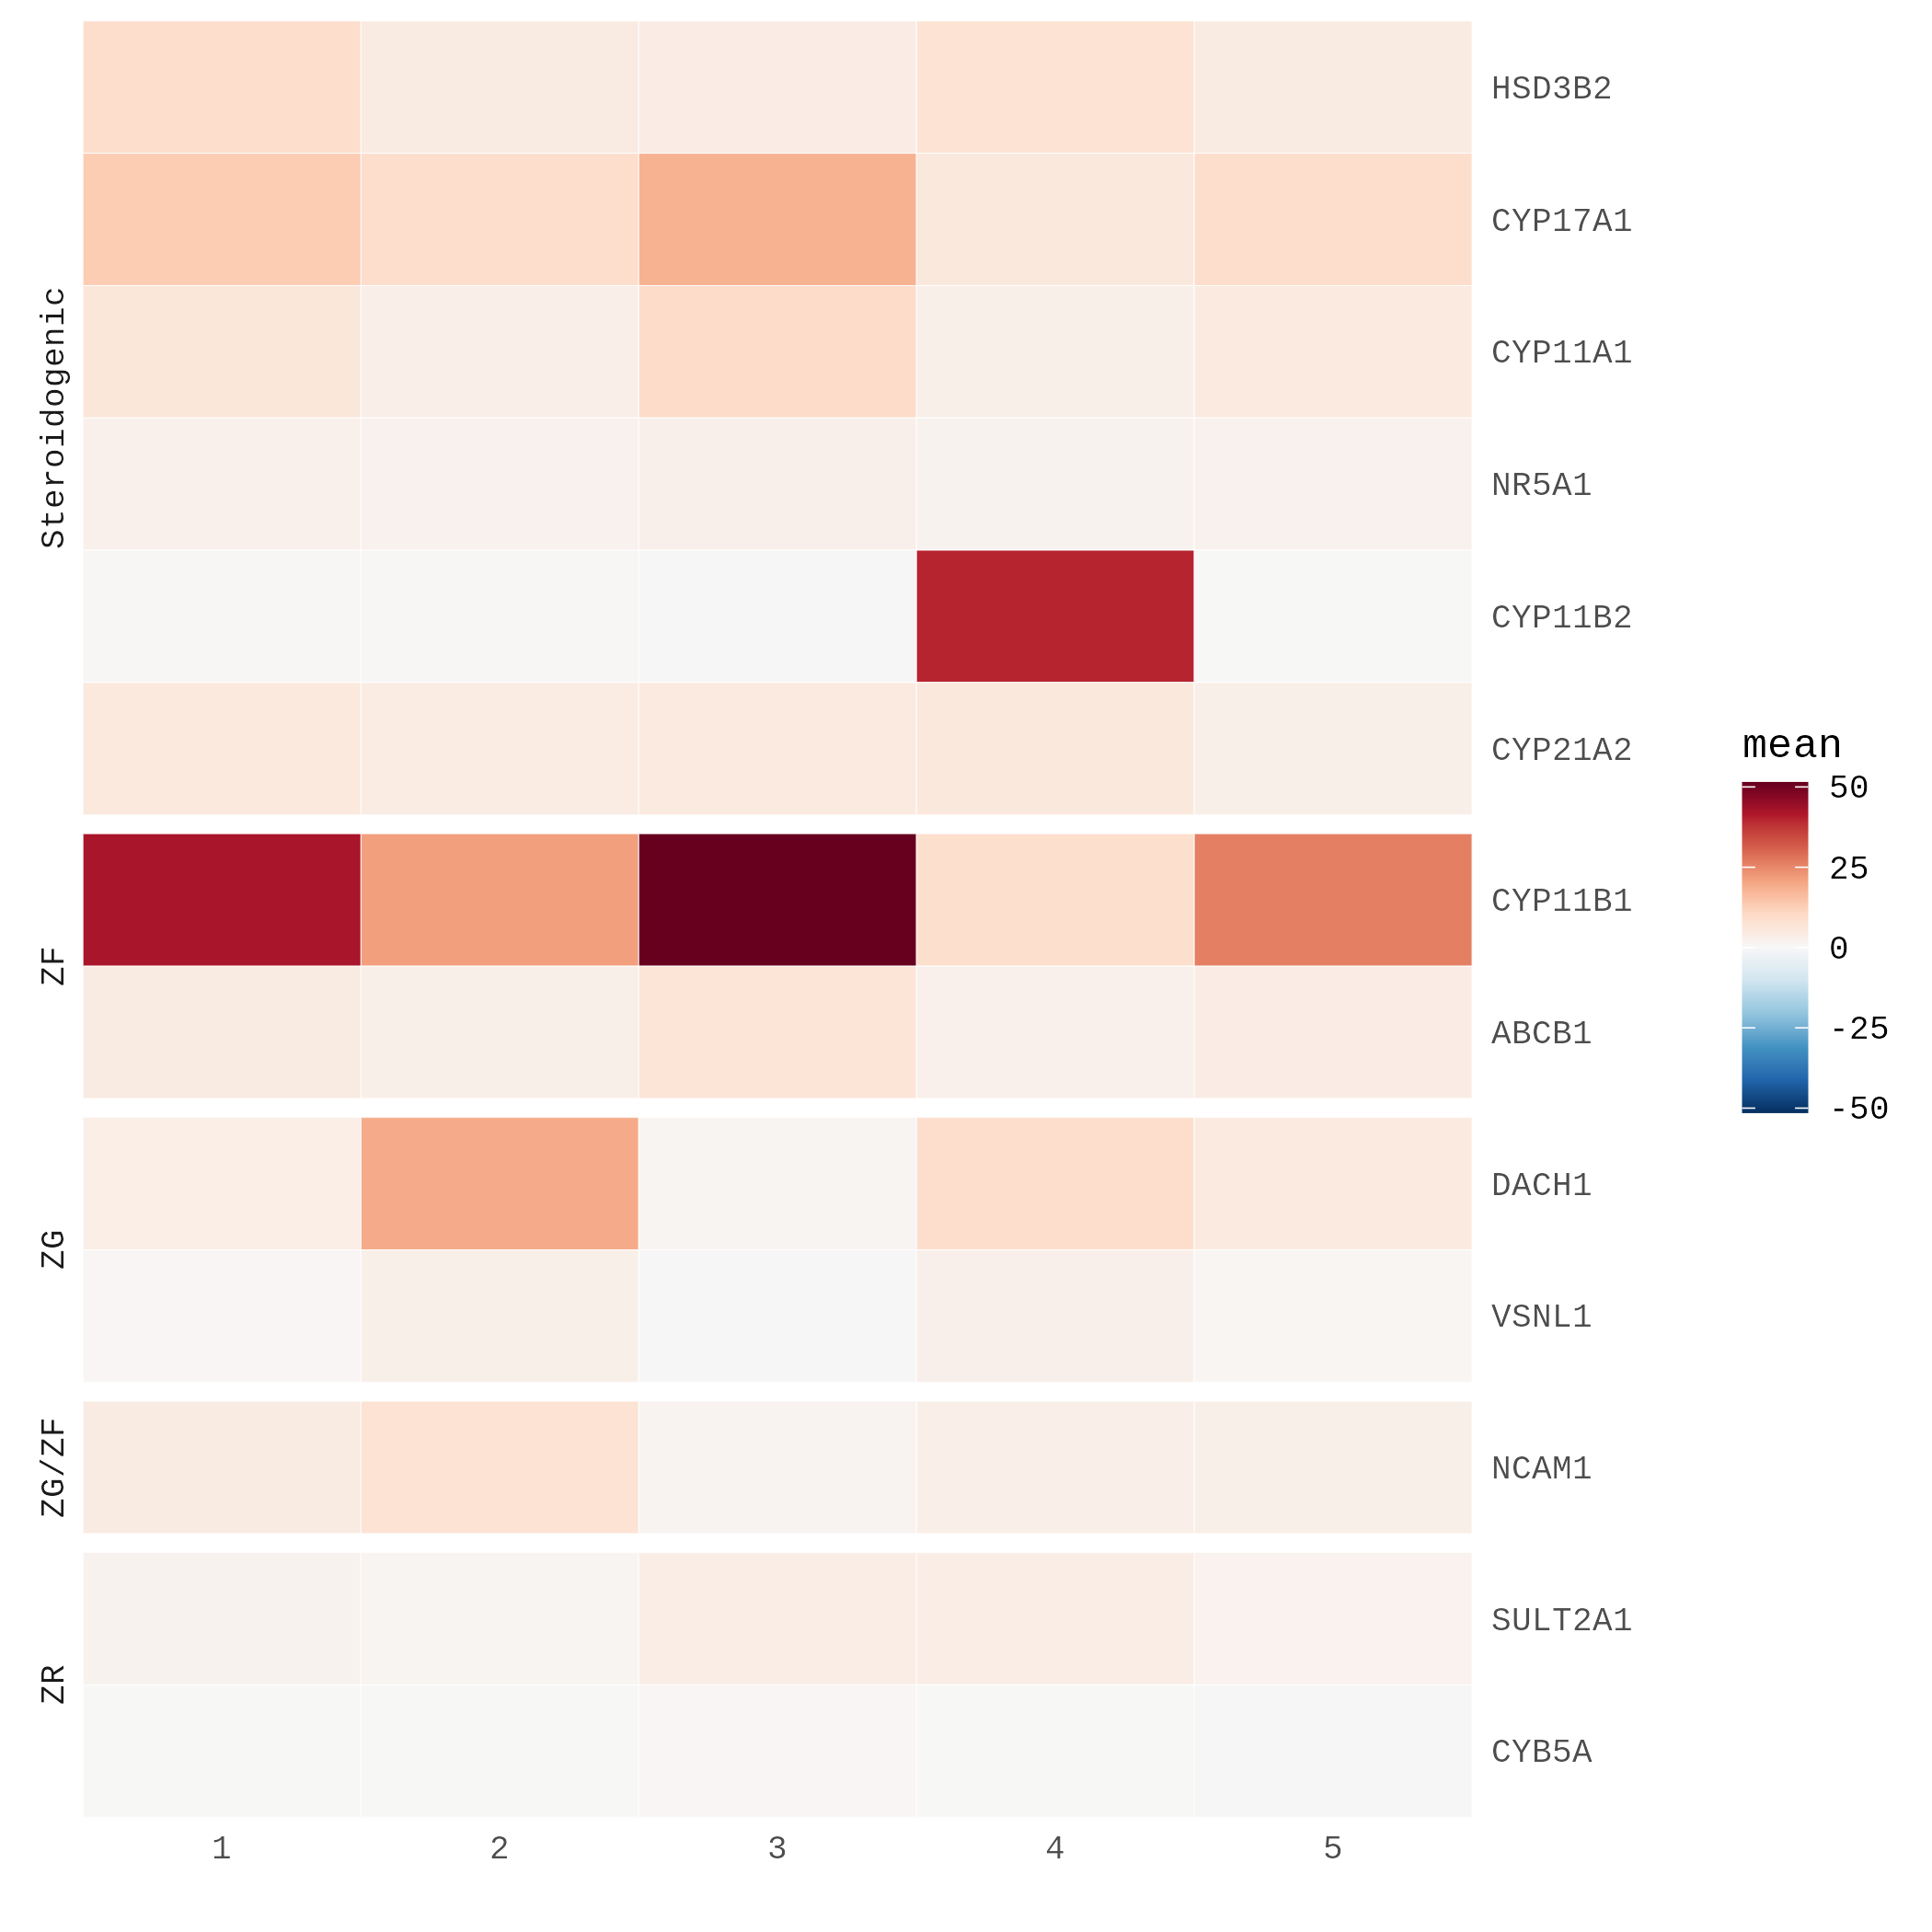 Steroidogenic
HSD3B2
CYP17A1
CYP11A1
NR5A1
CYP11B2
CYP21A2
ZF
CYP11B1
ABCB1
ZG
DACH1
VSNL1
ZG/ZF
NCAM1
ZR
SULT2A1
CYB5A
1 2 3 4 5
mean
50
25
0
-25
-50